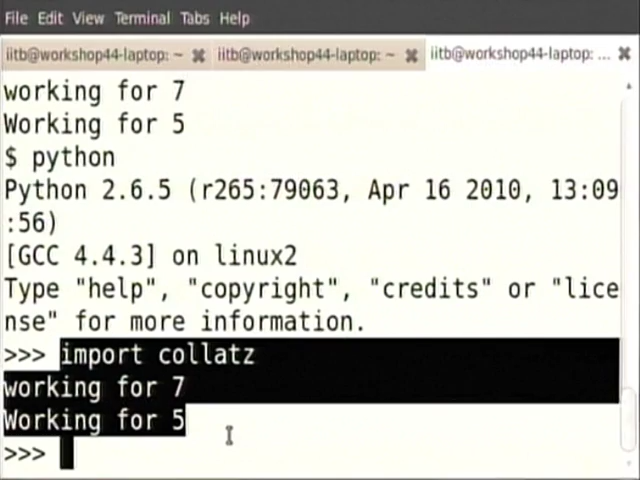 File Edit View Terminal Tabs Help
iitb@workshop44-laptop: ~ ✖ iitb@workshop44-laptop: ~ ✖ iitb@workshop44-laptop: ... ✖
working for 7
Working for 5
$ python
Python 2.6.5 (r265:79063, Apr 16 2010, 13:09
:56)
[GCC 4.4.3] on linux2
Type "help", "copyright", "credits" or "lice
nse" for more information.
>>> import collatz
working for 7
Working for 5
>>>